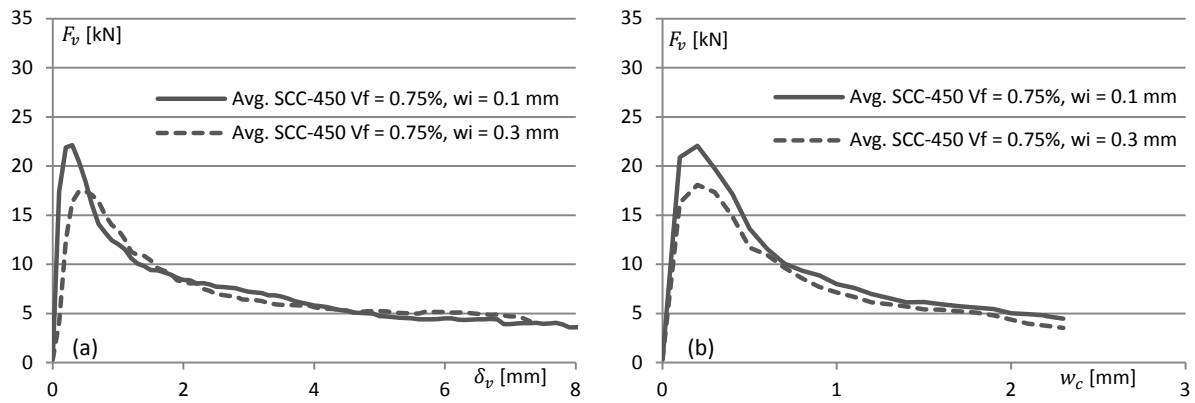 35
30
25
20
15
10
5
0
F_v [kN]
Avg. SCC-450 Vf = 0.75%, wi = 0.1 mm
Avg. SCC-450 Vf = 0.75%, wi = 0.3 mm
(a)
δ_v [mm]
0 2 4 6 8
35
30
25
20
15
10
5
0
F_v [kN]
Avg. SCC-450 Vf = 0.75%, wi = 0.1 mm
Avg. SCC-450 Vf = 0.75%, wi = 0.3 mm
(b)
w_c [mm]
0 1 2 3